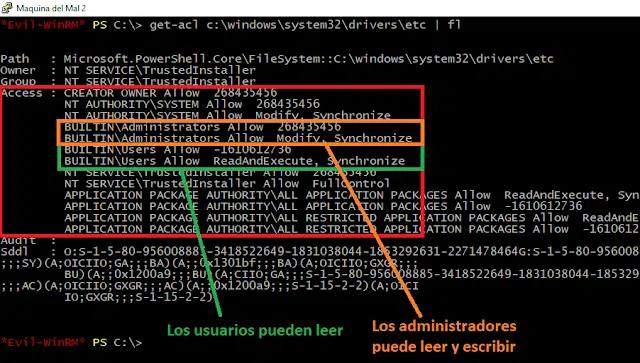 Maquina del Mal 2
*Evil-WinRM* PS C:\> get-acl c:\windows\system32\drivers\etc | fl
Path : Microsoft.PowerShell.Core\FileSystem::C:\windows\system32\drivers\etc
Owner : NT SERVICE\TrustedInstaller
Group : NT SERVICE\TrustedInstaller
Access : CREATOR OWNER Allow 268435456
NT AUTHORITY\SYSTEM Allow 268435456
NT AUTHORITY\SYSTEM Allow Modify, Synchronize
BUILTIN\Administrators Allow 268435456
BUILTIN\Administrators Allow Modify, Synchronize
BUILTIN\Users Allow -1610612736
BUILTIN\Users Allow ReadAndExecute, Synchronize
NT SERVICE\TrustedInstaller Allow 268435456
NT SERVICE\TrustedInstaller Allow FullControl
APPLICATION PACKAGE AUTHORITY\ALL APPLICATION PACKAGES Allow ReadAndExecute, Syn
APPLICATION PACKAGE AUTHORITY\ALL APPLICATION PACKAGES Allow -1610612736
APPLICATION PACKAGE AUTHORITY\ALL RESTRICTED APPLICATION PACKAGES Allow ReadAndE
APPLICATION PACKAGE AUTHORITY\ALL RESTRICTED APPLICATION PACKAGES Allow -1610612
Audit :
Sddl : O:S-1-5-80-956008885-3418522649-1831038044-1853292631-2271478464G:S-1-5-80-95600
;;;SY)(A;OICIIO;GA;;;BA)(A;;0x1301bf;;;BA)(A;OICIIO;GXGR;;;
BU)(A;;0x1200a9;;;BU)(A;CIIO;GA;;;S-1-5-80-956008885-3418522649-1831038044-18532
;;;AC)(A;OICIIO;GXGR;;;AC)(A;;0x1200a9;;;S-1-15-2-2)(A;OICI
IO;GXGR;;;S-1-15-2-2)
Los usuarios pueden leer
Los administradores
puede leer y escribir
*Evil-WinRM* PS C:\>